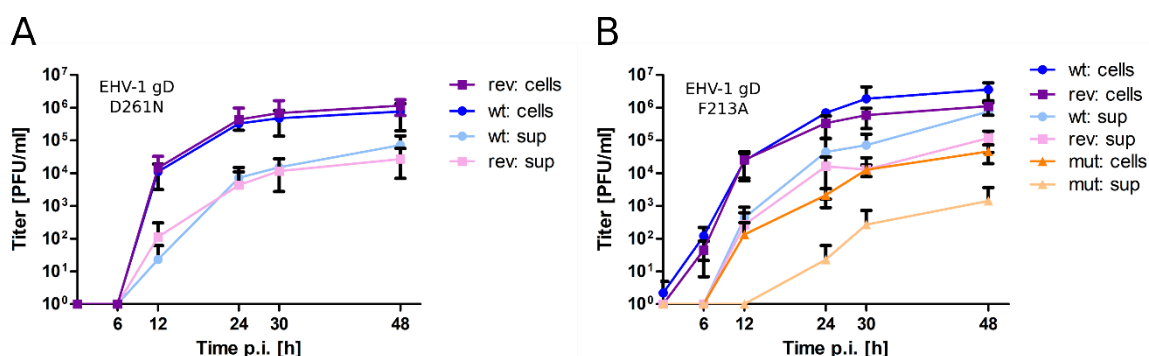 A
EHV-1 gD
D261N
Titer [PFU/ml]
10⁷
10⁶
10⁵
10⁴
10³
10²
10¹
10⁰
6
12
24
30
48
Time p.i. [h]
rev: cells
wt: cells
wt: sup
rev: sup
B
EHV-1 gD
F213A
Titer [PFU/ml]
10⁷
10⁶
10⁵
10⁴
10³
10²
10¹
10⁰
6
12
24
30
48
Time p.i. [h]
wt: cells
rev: cells
wt: sup
rev: sup
mut: cells
mut: sup